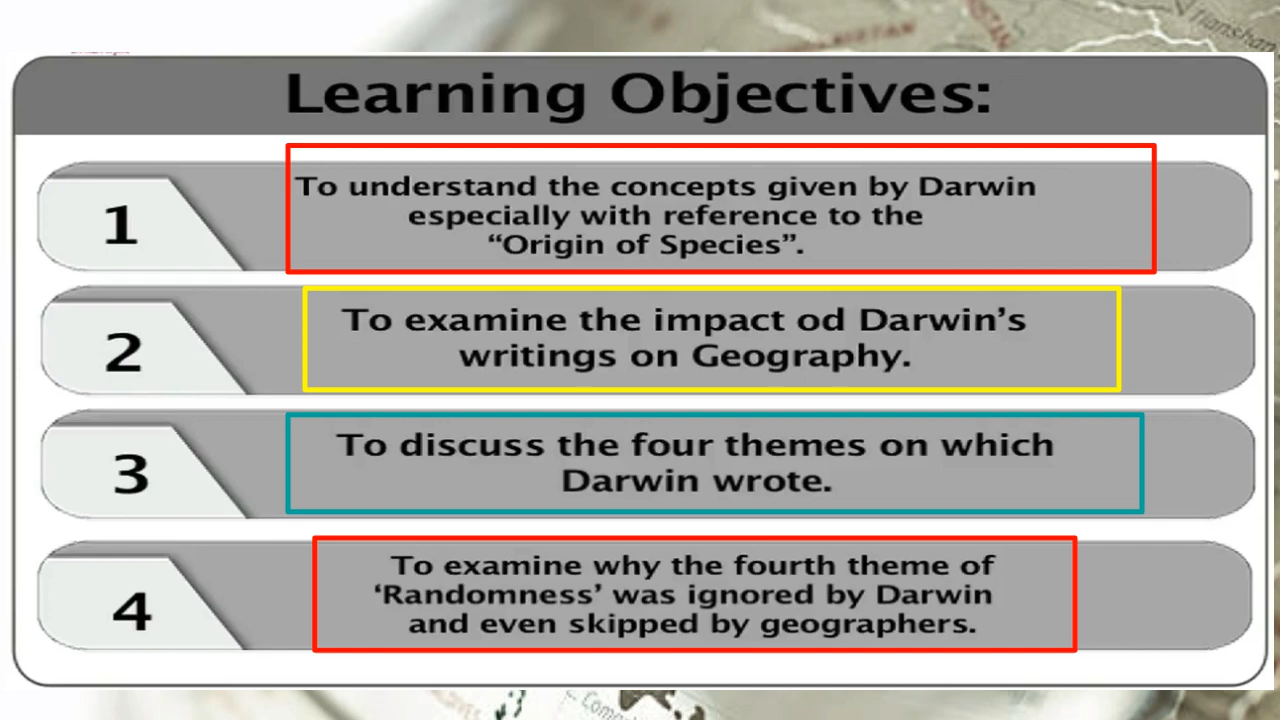 Learning Objectives:
1
To understand the concepts given by Darwin
especially with reference to the
“Origin of Species”.
2
To examine the impact od Darwin’s
writings on Geography.
3
To discuss the four themes on which
Darwin wrote.
4
To examine why the fourth theme of
‘Randomness’ was ignored by Darwin
and even skipped by geographers.